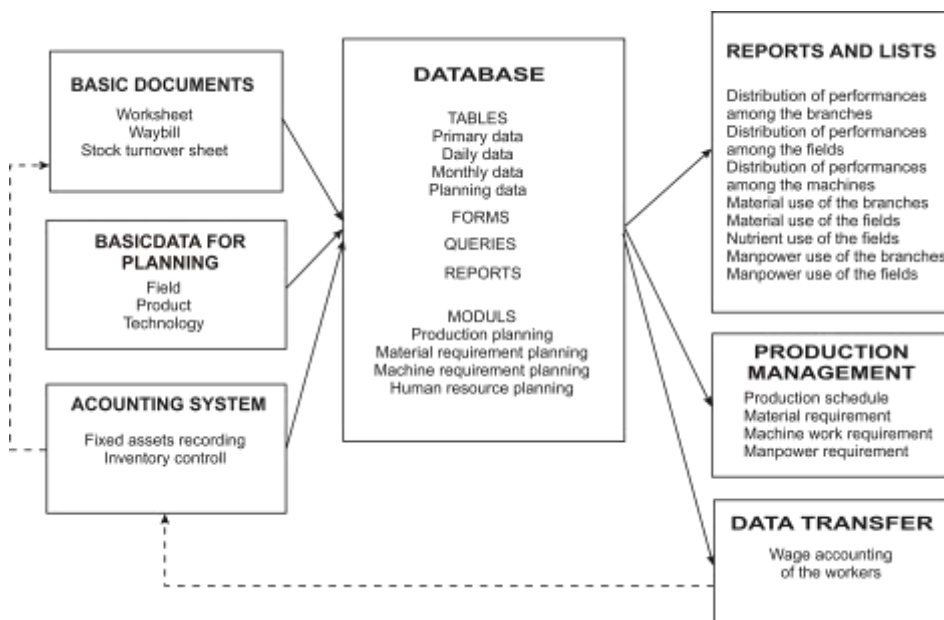 BASIC DOCUMENTS
Worksheet
Waybill
Stock turnover sheet
BASICDATA FOR
PLANNING
Field
Product
Technology
ACOUNTING SYSTEM
Fixed assets recording
Inventory controll
DATABASE
TABLES
Primary data
Daily data
Monthly data
Planning data
FORMS
QUERIES
REPORTS
MODULS
Production planning
Material requirement planning
Machine requirement planning
Human resource planning
REPORTS AND LISTS
Distribution of performances
among the branches
Distribution of performances
among the fields
Distribution of performances
among the machines
Material use of the branches
Material use of the fields
Nutrient use of the fields
Manpower use of the branches
Manpower use of the fields
PRODUCTION
MANAGEMENT
Production schedule
Material requirement
Machine work requirement
Manpower requirement
DATA TRANSFER
Wage accounting
of the workers